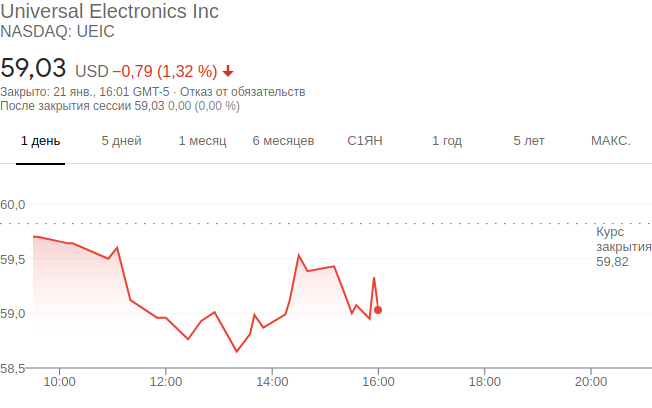 Universal Electronics Inc
NASDAQ: UEIC
59,03 USD −0,79 (1,32 %)
Закрыто: 21 янв., 16:01 GMT-5 · Отказ от обязательств
После закрытия сессии 59,03 0,00 (0,00 %)
1 день 5 дней 1 месяц 6 месяцев С1ЯН 1 год 5 лет МАКС.
60,0
Курс
закрытия
59,82
59,5
59,0
58,5
10:00 12:00 14:00 16:00 18:00 20:00